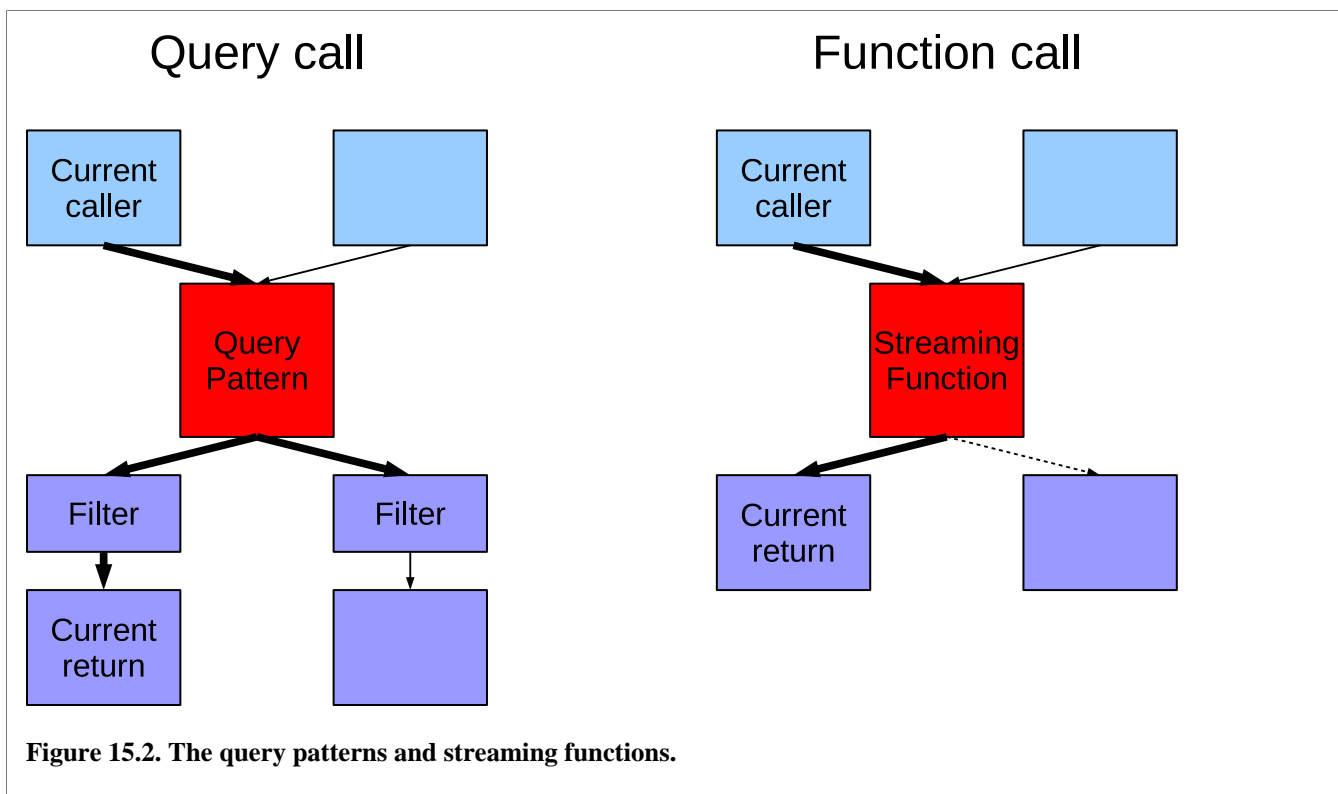 Query call
Function call
Current
caller
Current
caller
Query
Pattern
Streaming
Function
Filter
Filter
Current
return
Current
return
Figure 15.2. The query patterns and streaming functions.